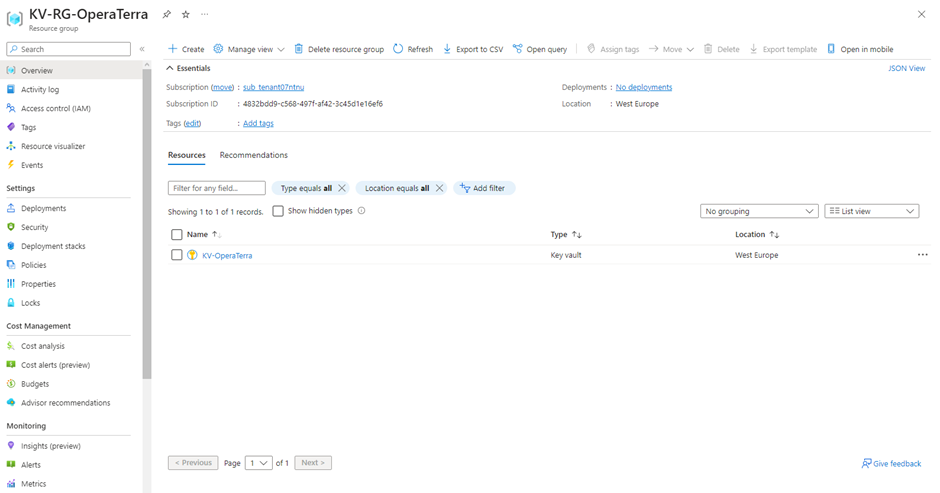 KV-RG-OperaTerra
Resource group
Search
Create Manage view Delete resource group Refresh Export to CSV Open query Assign tags Move Delete Export template Open in mobile
Overview
Activity log
Access control (IAM)
Tags
Resource visualizer
Events
Settings
Deployments
Security
Deployment stacks
Policies
Properties
Locks
Cost Management
Cost analysis
Cost alerts (preview)
Budgets
Advisor recommendations
Monitoring
Insights (preview)
Alerts
Metrics
Essentials JSON View
Subscription (move) : sub_tenant07ntnu Deployments : No deployments
Subscription ID : 4832bdd9-c568-497f-af42-3c45d1e16ef6 Location : West Europe
Tags (edit) : Add tags
Resources Recommendations
Filter for any field... Type equals all Location equals all Add filter
Showing 1 to 1 of 1 records. Show hidden types No grouping List view
Name Type Location
KV-OperaTerra Key vault West Europe
< Previous Page 1 of 1 Next > Give feedback